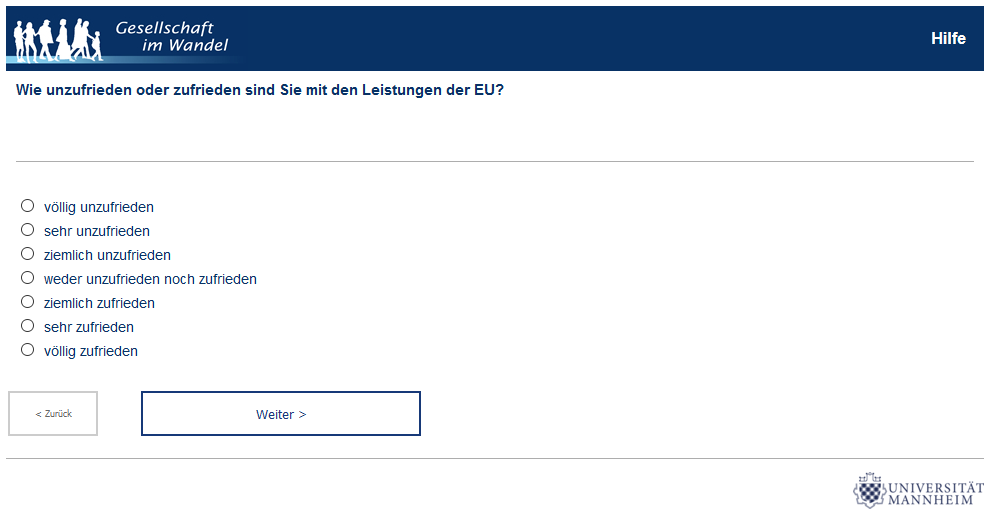 Gesellschaft
im Wandel
Hilfe
Wie unzufrieden oder zufrieden sind Sie mit den Leistungen der EU?
völlig unzufrieden
sehr unzufrieden
ziemlich unzufrieden
weder unzufrieden noch zufrieden
ziemlich zufrieden
sehr zufrieden
völlig zufrieden
< Zurück
Weiter >
UNIVERSITÄT
MANNHEIM